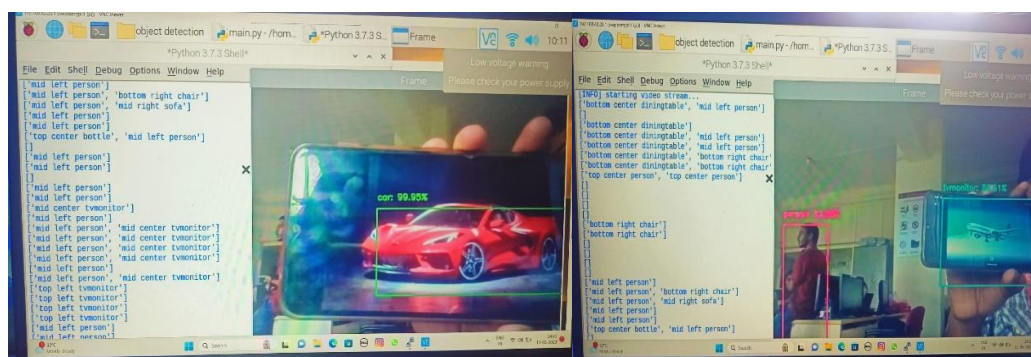 VNC Viewer
object detection
main.py - /hom..
*Python 3.7.3 S..
Frame
10:11
*Python 3.7.3 Shell*
Low voltage warning
Please check your power supply
File Edit Shell Debug Options Window Help
Frame
['mid left person']
['mid left person', 'bottom right chair']
['mid left person', 'mid right sofa']
['mid left person']
['mid left person']
['top center bottle', 'mid left person']
[]
['mid left person']
['mid left person']
[]
['mid left person']
['mid left person']
['mid center tvmonitor']
['mid left person', 'mid center tvmonitor']
['mid left person', 'mid center tvmonitor']
['mid left person', 'mid center tvmonitor']
['mid left person', 'mid center tvmonitor']
['mid left person']
['mid left person', 'mid center tvmonitor']
['top left tvmonitor']
['top left tvmonitor']
['top left tvmonitor']
['top left tvmonitor']
['mid left person']
['mid left person']
car: 99.95%
Search
VNC Viewer
object detection
main.py - /hom..
*Python 3.7.3 S..
Frame
*Python 3.7.3 Shell*
Low voltage warning
Please check your power
File Edit Shell Debug Options Window Help
Frame
[INFO] starting video stream...
['bottom center diningtable', 'mid left person']
[]
['bottom center diningtable']
['bottom center diningtable', 'mid left person']
['bottom center diningtable', 'mid left person']
['bottom center diningtable', 'bottom right chair'
['bottom center diningtable', 'bottom right chair'
['top center person', 'top center person']
[]
[]
[]
[]
['bottom right chair']
['bottom right chair']
[]
[]
[]
[]
['mid left person']
['mid left person', 'bottom right chair']
['mid left person', 'mid right sofa']
['mid left person']
['mid left person']
['top center bottle', 'mid left person']
person:
tvmonitor:
Search